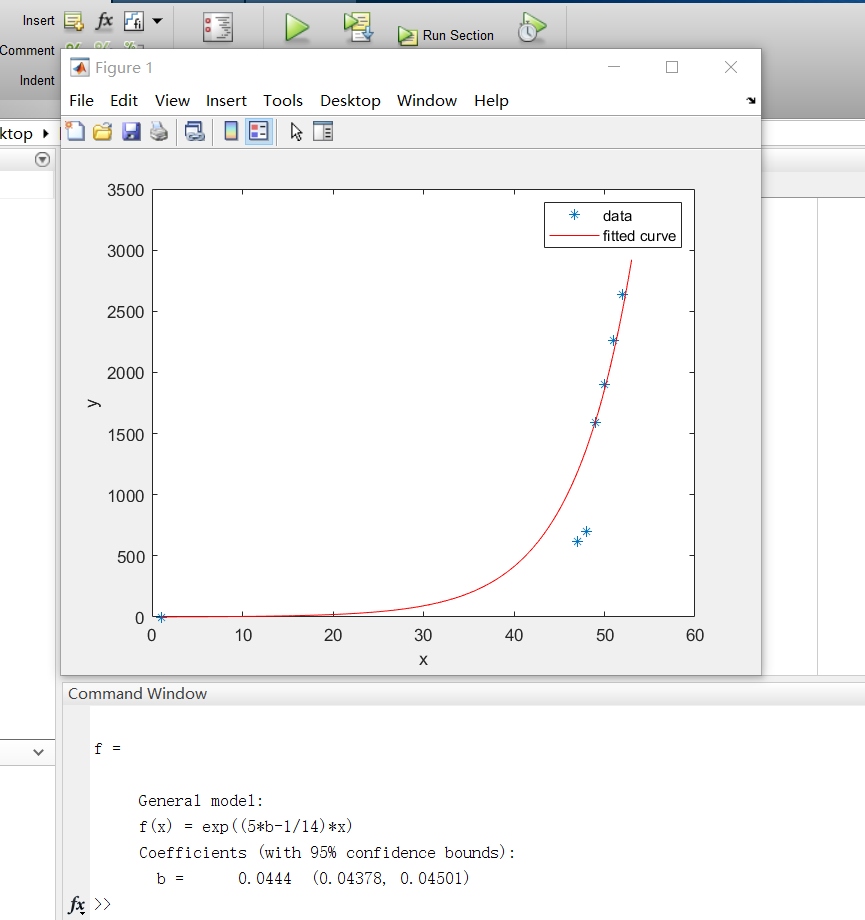 Insert fx fi
Comment
Indent
Run Section
ktop
Figure 1
File Edit View Insert Tools Desktop Window Help
3500
3000
2500
2000
1500
1000
500
0
y
0 10 20 30 40 50 60
x
data
fitted curve
Command Window
f =
General model:
f(x) = exp((5*b-1/14)*x)
Coefficients (with 95% confidence bounds):
b = 0.0444 (0.04378, 0.04501)
fx >>